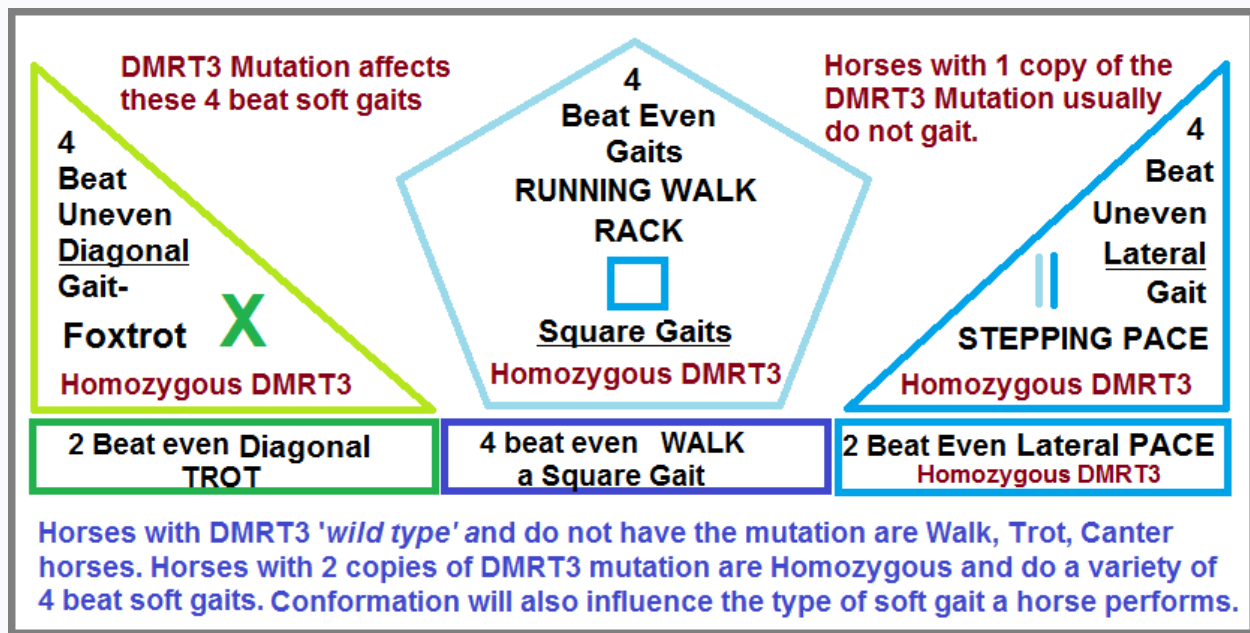 DMRT3 Mutation affects
these 4 beat soft gaits
4
Beat
Uneven
Diagonal
Gait-
Foxtrot X
Homozygous DMRT3
4
Beat Even
Gaits
RUNNING WALK
RACK
Square Gaits
Homozygous DMRT3
Horses with 1 copy of the
DMRT3 Mutation usually
do not gait.
4
Beat
Uneven
Lateral
Gait
STEPPING PACE
Homozygous DMRT3
2 Beat even Diagonal
TROT
4 beat even WALK
a Square Gait
2 Beat Even Lateral PACE
Homozygous DMRT3
Horses with DMRT3 'wild type' and do not have the mutation are Walk, Trot, Canter
horses. Horses with 2 copies of DMRT3 mutation are Homozygous and do a variety of
4 beat soft gaits. Conformation will also influence the type of soft gait a horse performs.